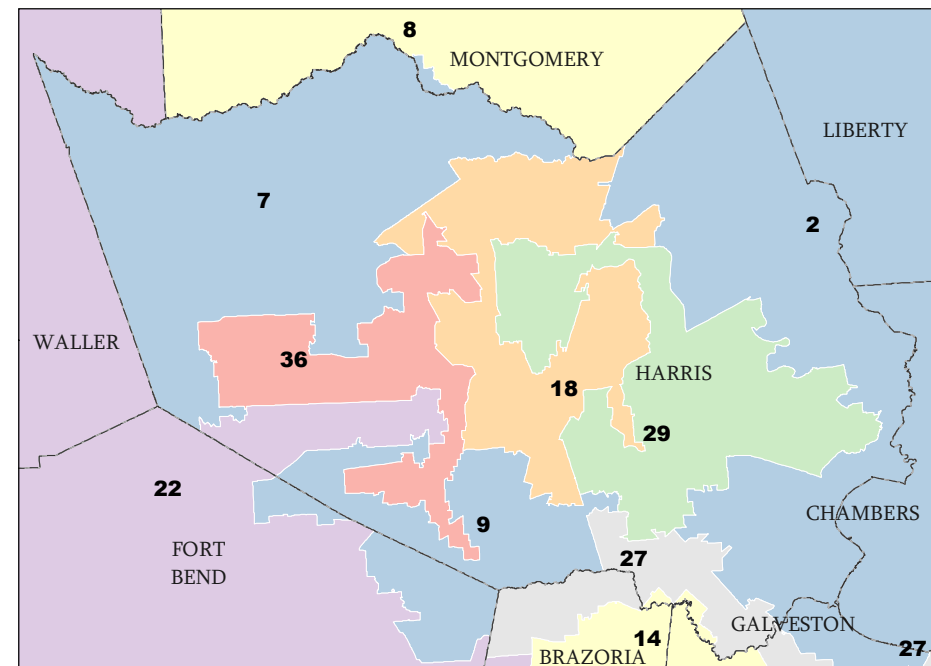 8
MONTGOMERY
LIBERTY
7
2
WALLER
36
HARRIS
18
29
22
CHAMBERS
9
FORT
BEND
27
GALVESTON
14
27
BRAZORIA